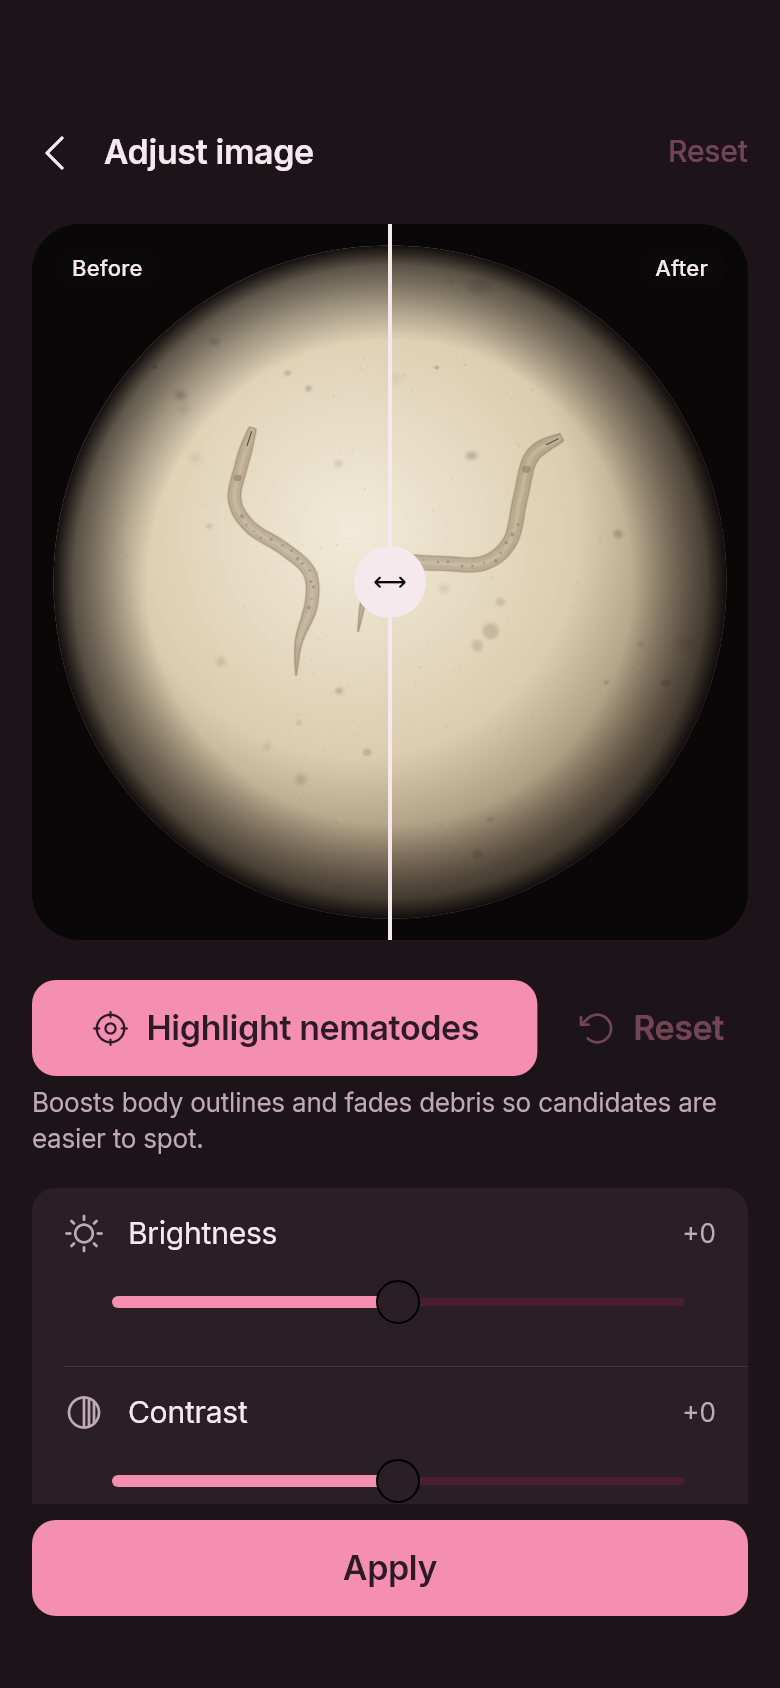 Adjust image
Reset
Before
After
Highlight nematodes
Reset
Boosts body outlines and fades debris so candidates are
easier to spot.
Brightness
+0
Contrast
+0
Apply